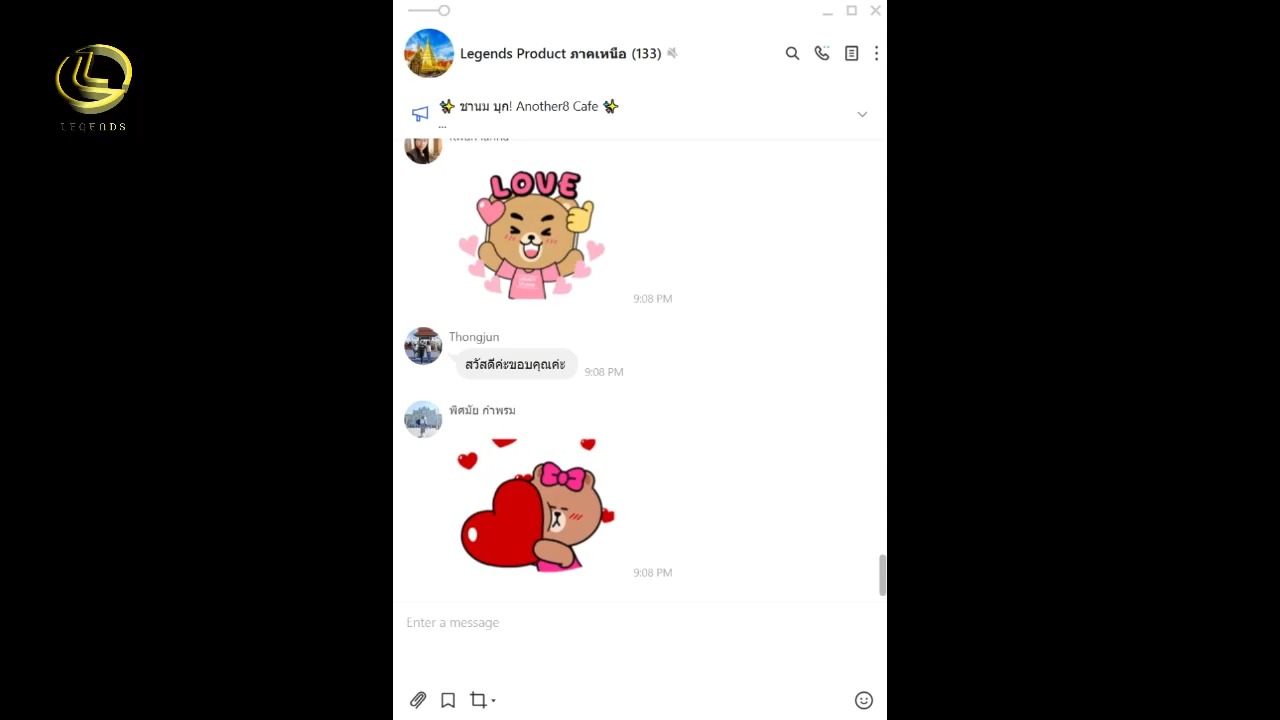 LEGENDS
Legends Product ภาคเหนือ (133)
✨ ชานม บุก! Another8 Cafe ✨
...
LOVE
9:08 PM
Thongjun
สวัสดีค่ะขอบคุณค่ะ
9:08 PM
พิศมัย กำพรม
9:08 PM
Enter a message